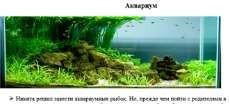 Аквариум
➢ Никита решил завести аквариумных рыбок. Но, прежде чем пойти с родителями в